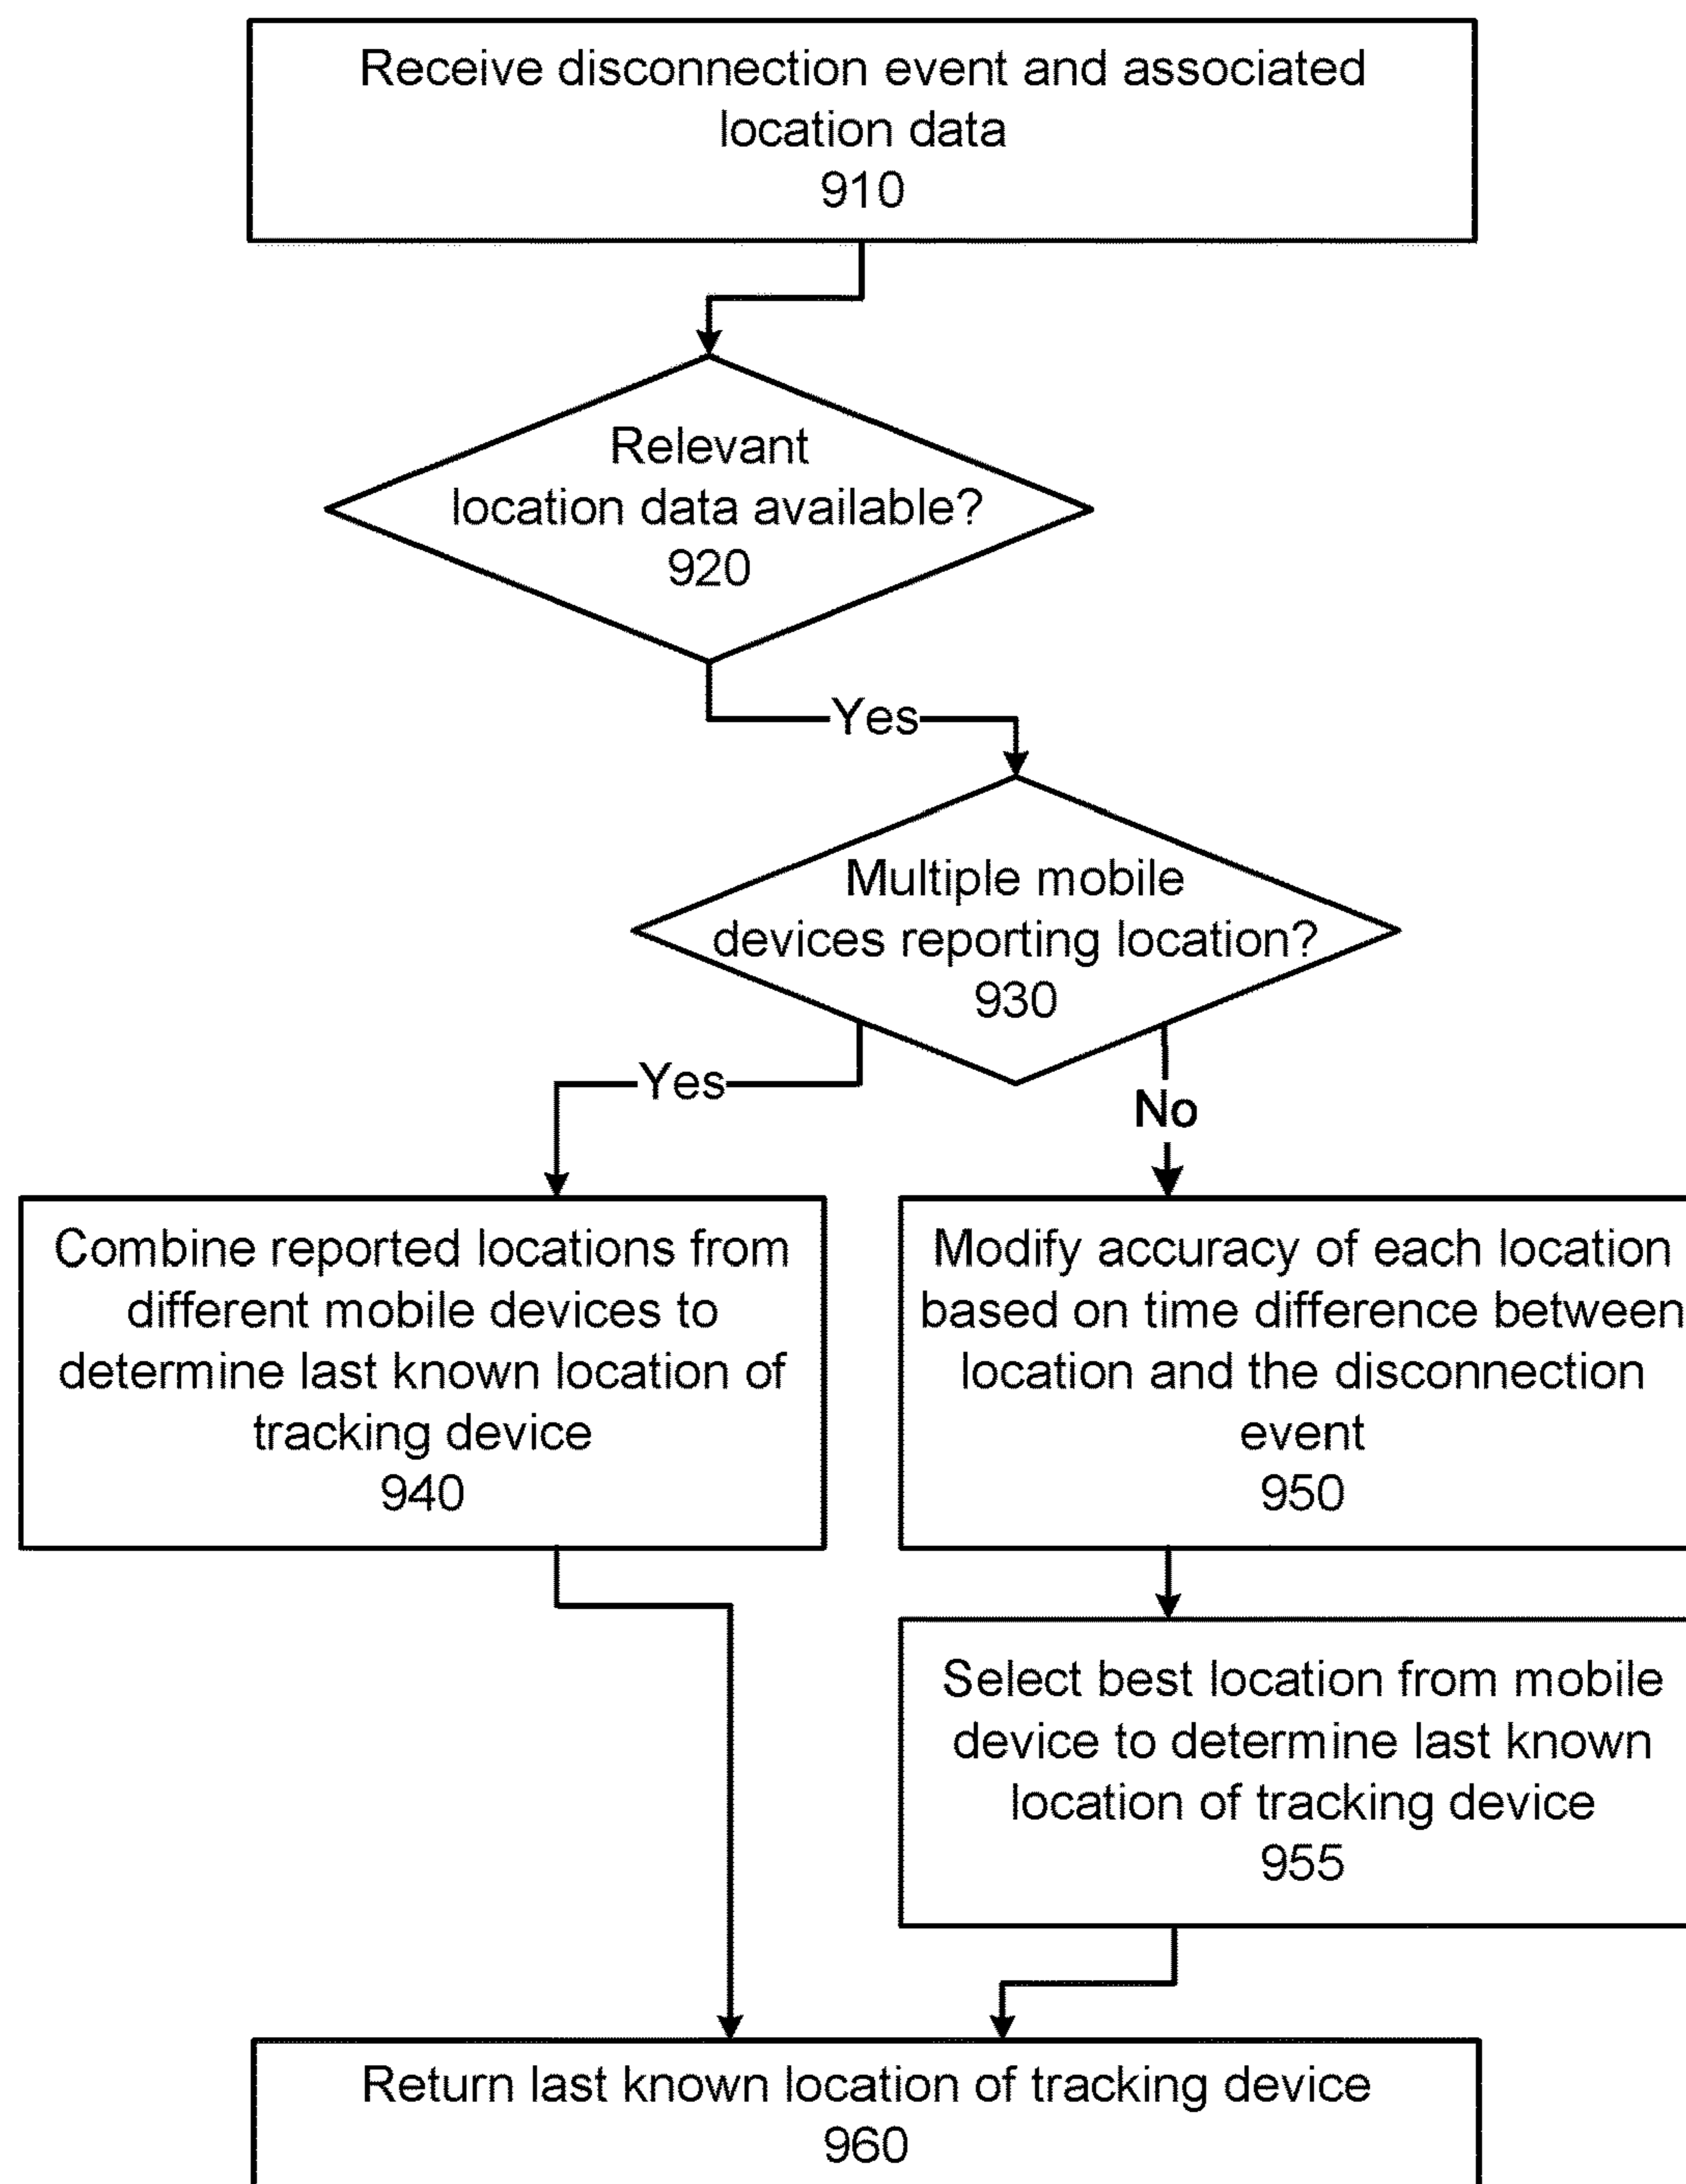 Receive disconnection event and associated
location data
910
Relevant
location data available?
920
Yes
Multiple mobile
devices reporting location?
930
Yes
No
Combine reported locations from
different mobile devices to
determine last known location of
tracking device
940
Modify accuracy of each location
based on time difference between
location and the disconnection
event
950
Select best location from mobile
device to determine last known
location of tracking device
955
Return last known location of tracking device
960